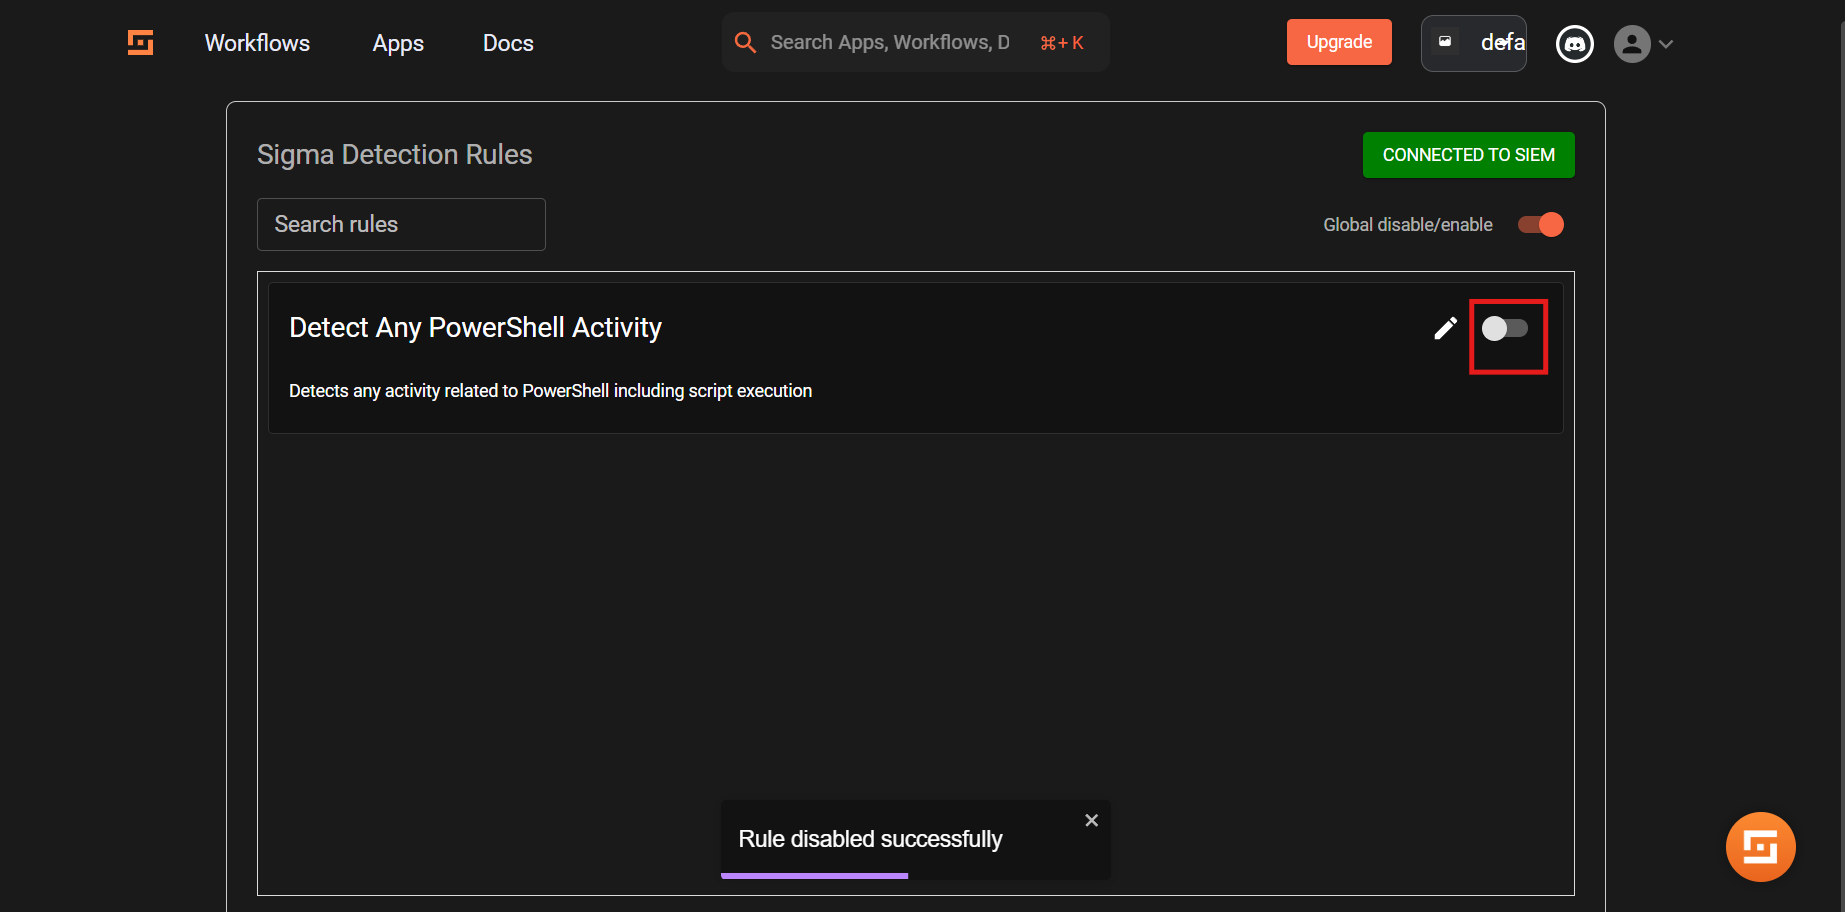 Workflows
Apps
Docs
Search Apps, Workflows, D
⌘+ K
Upgrade
defa
Sigma Detection Rules
CONNECTED TO SIEM
Search rules
Global disable/enable
Detect Any PowerShell Activity
Detects any activity related to PowerShell including script execution
Rule disabled successfully